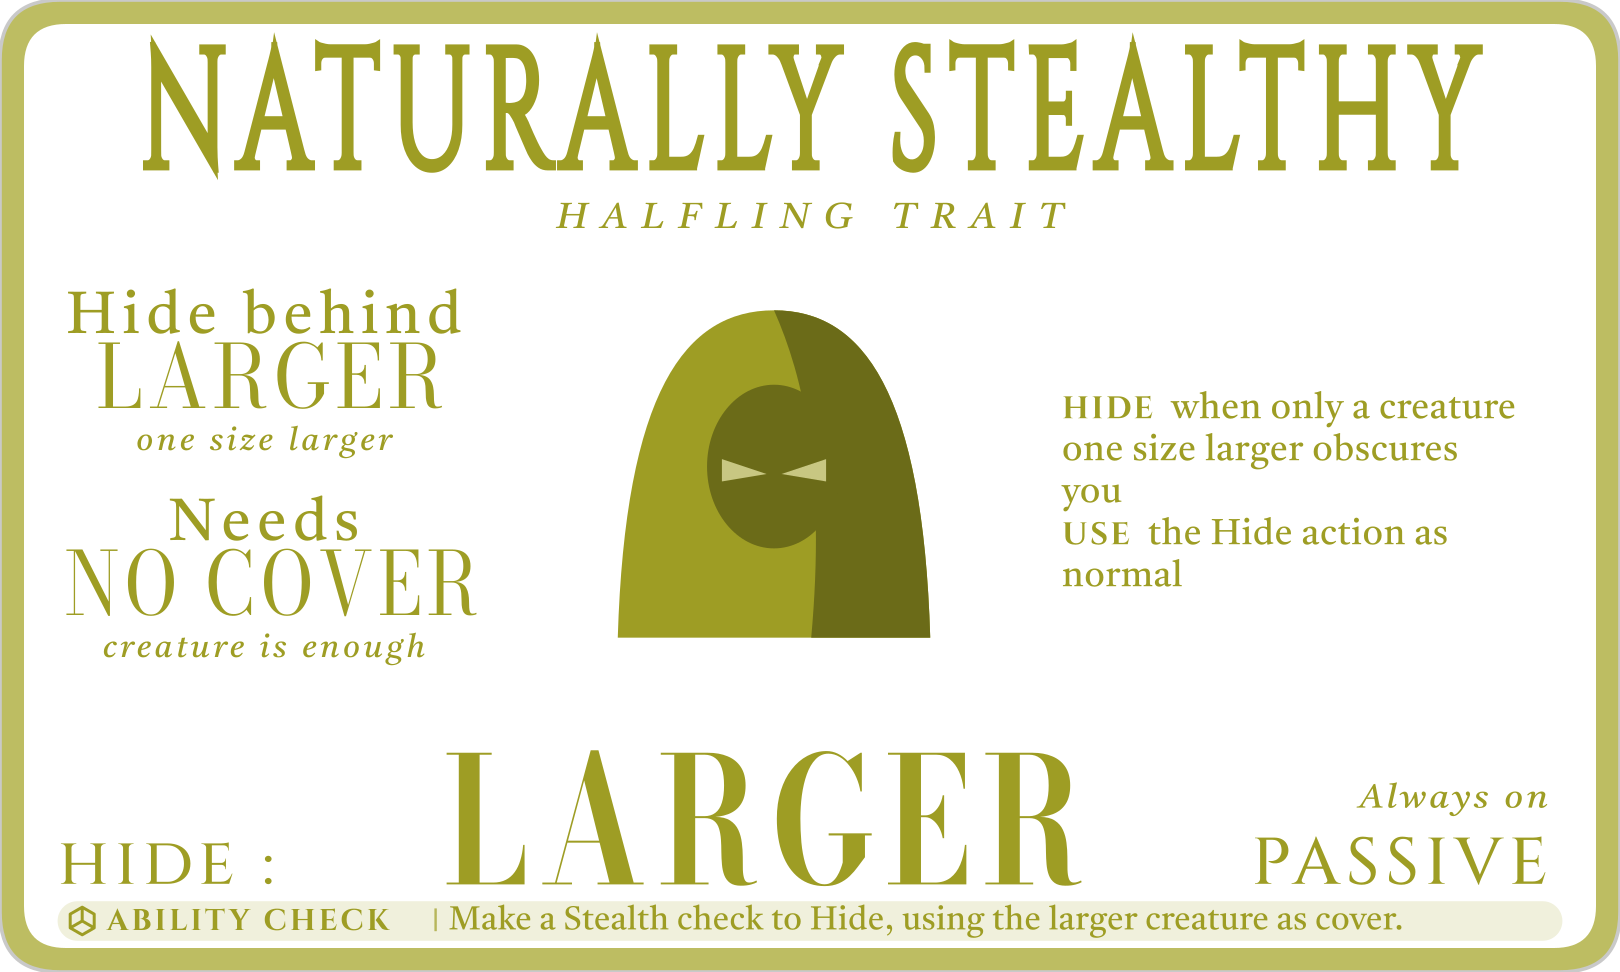 NATURALLY STEALTHY
HALFLING TRAIT
Hide behind
LARGER
one size larger
Needs
NO COVER
creature is enough
HIDE when only a creature
one size larger obscures
you
USE the Hide action as
normal
HIDE :
LARGER
Always on
PASSIVE
ABILITY CHECK | Make a Stealth check to Hide, using the larger creature as cover.